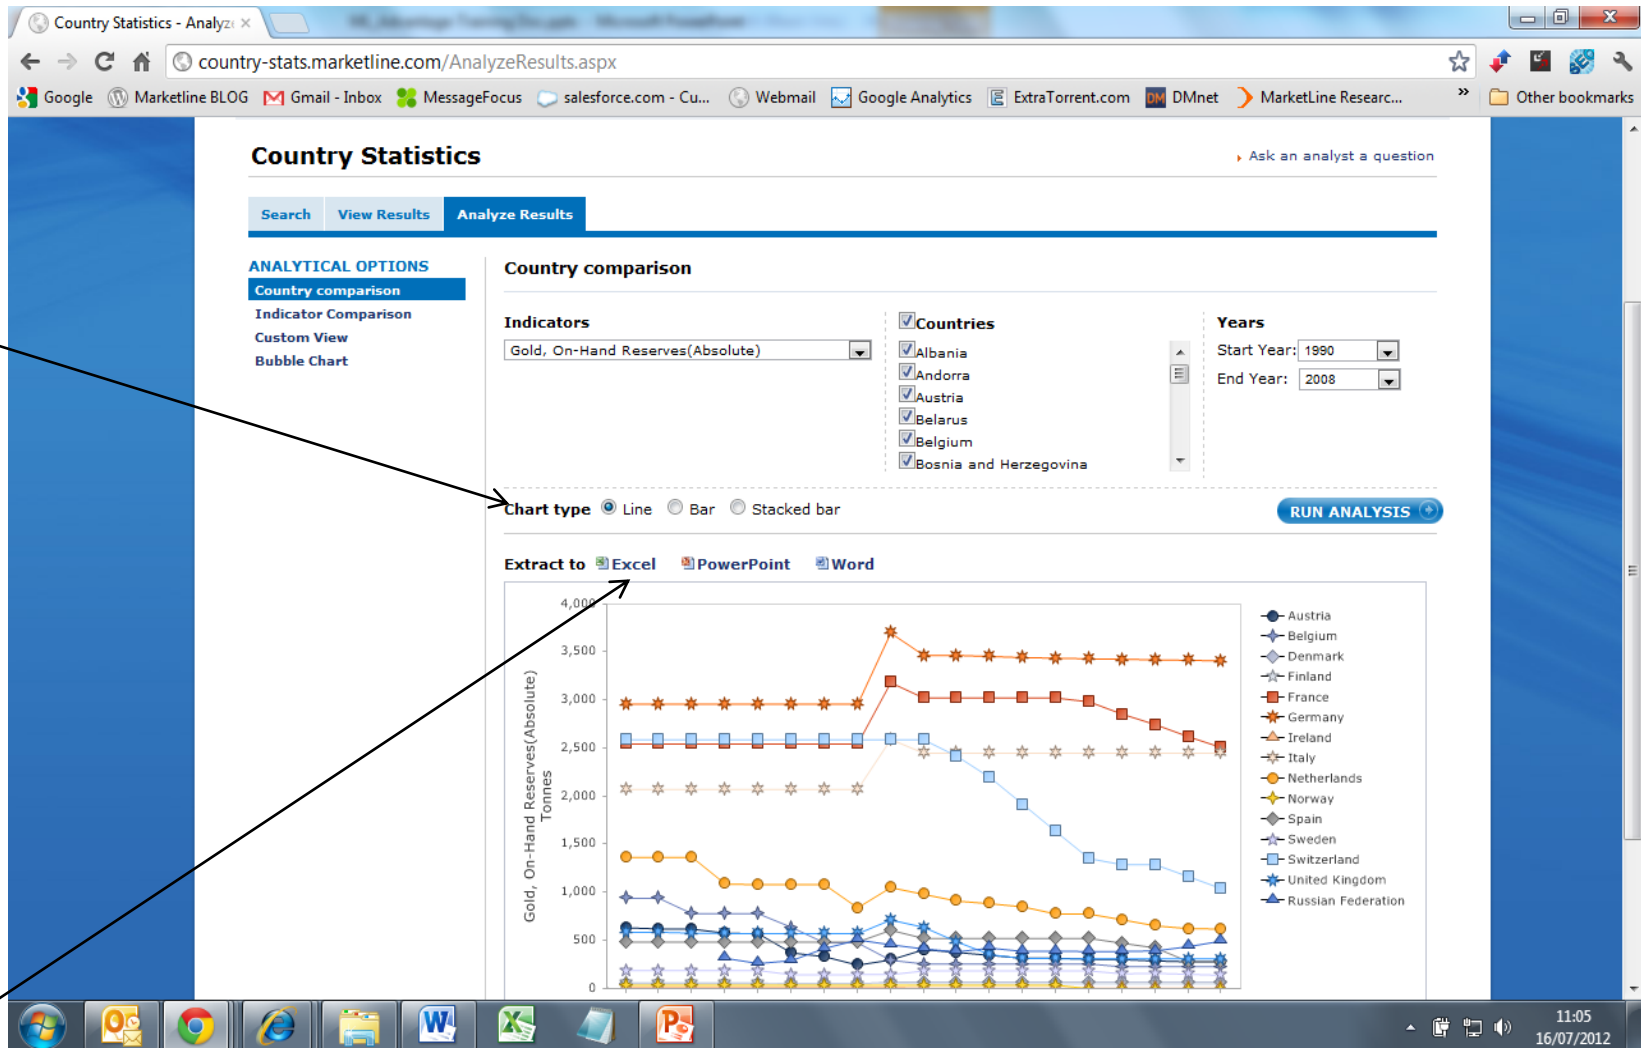 Country Statistics - Analyz
country-stats.marketline.com/AnalyzeResults.aspx
Google Marketline BLOG Gmail - Inbox MessageFocus salesforce.com - Cu... Webmail Google Analytics ExtraTorrent.com DM DMnet MarketLine Researc... » Other bookmarks
Country Statistics
Ask an analyst a question
Search View Results Analyze Results
ANALYTICAL OPTIONS
Country comparison
Indicator Comparison
Custom View
Bubble Chart
Country comparison
Indicators
Gold, On-Hand Reserves(Absolute)
Countries
Albania
Andorra
Austria
Belarus
Belgium
Bosnia and Herzegovina
Years
Start Year: 1990
End Year: 2008
Chart type Line Bar Stacked bar
RUN ANALYSIS
Extract to Excel PowerPoint Word
4,000
3,500
3,000
2,500
2,000
1,500
1,000
500
0
Gold, On-Hand Reserves(Absolute)
Tonnes
Austria
Belgium
Denmark
Finland
France
Germany
Ireland
Italy
Netherlands
Norway
Spain
Sweden
Switzerland
United Kingdom
Russian Federation
11:05
16/07/2012